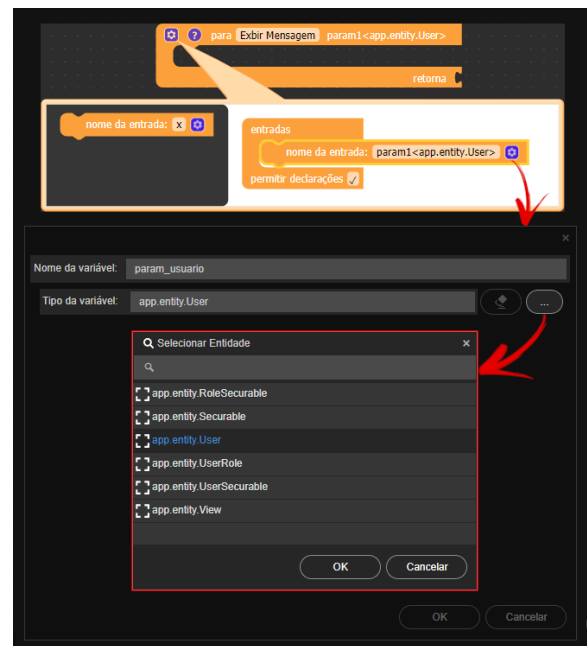 ? para Exbir Mensagem param1<app.entity.User>
retorna
nome da entrada: x
entradas
nome da entrada: param1<app.entity.User>
permitir declarações ✓
×
Nome da variável: param_usuario
Tipo da variável: app.entity.User ...
Selecionar Entidade ×
app.entity.RoleSecurable
app.entity.Securable
app.entity.User
app.entity.UserRole
app.entity.UserSecurable
app.entity.View
OK Cancelar
OK Cancelar